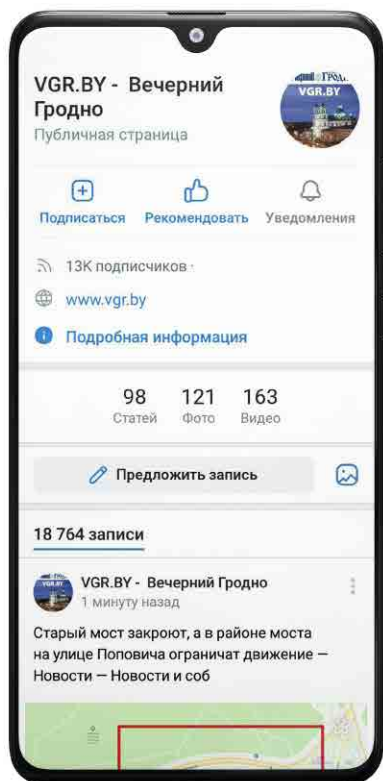 VGR.BY - Вечерний
Гродно
Публичная страница
VGR.BY
Подписаться
Рекомендовать
Уведомления
13K подписчиков ·
www.vgr.by
Подробная информация
98
121
163
Статей
Фото
Видео
Предложить запись
18 764 записи
VGR.BY - Вечерний Гродно
1 минуту назад
Старый мост закроют, а в районе моста
на улице Поповича ограничат движение —
Новости — Новости и соб